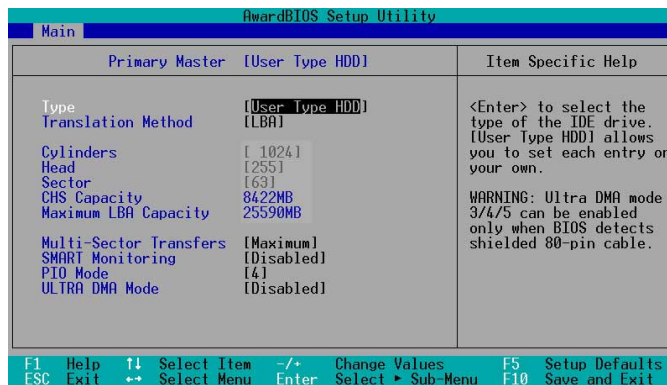 AwardBIOS Setup Utility
Main
Primary Master [User Type HDD]
Item Specific Help
Type [User Type HDD]
Translation Method [LBA]
Cylinders [ 1024]
Head [255]
Sector [63]
CHS Capacity 8422MB
Maximum LBA Capacity 25590MB
Multi-Sector Transfers [Maximum]
SMART Monitoring [Disabled]
PIO Mode [4]
ULTRA DMA Mode [Disabled]
<Enter> to select the
type of the IDE drive.
[User Type HDD] allows
you to set each entry on
your own.
WARNING: Ultra DMA mode
3/4/5 can be enabled
only when BIOS detects
shielded 80-pin cable.
F1 Help ↑↓ Select Item -/+ Change Values F5 Setup Defaults
ESC Exit ↔ Select Menu Enter Select ▸ Sub-Menu F10 Save and Exit